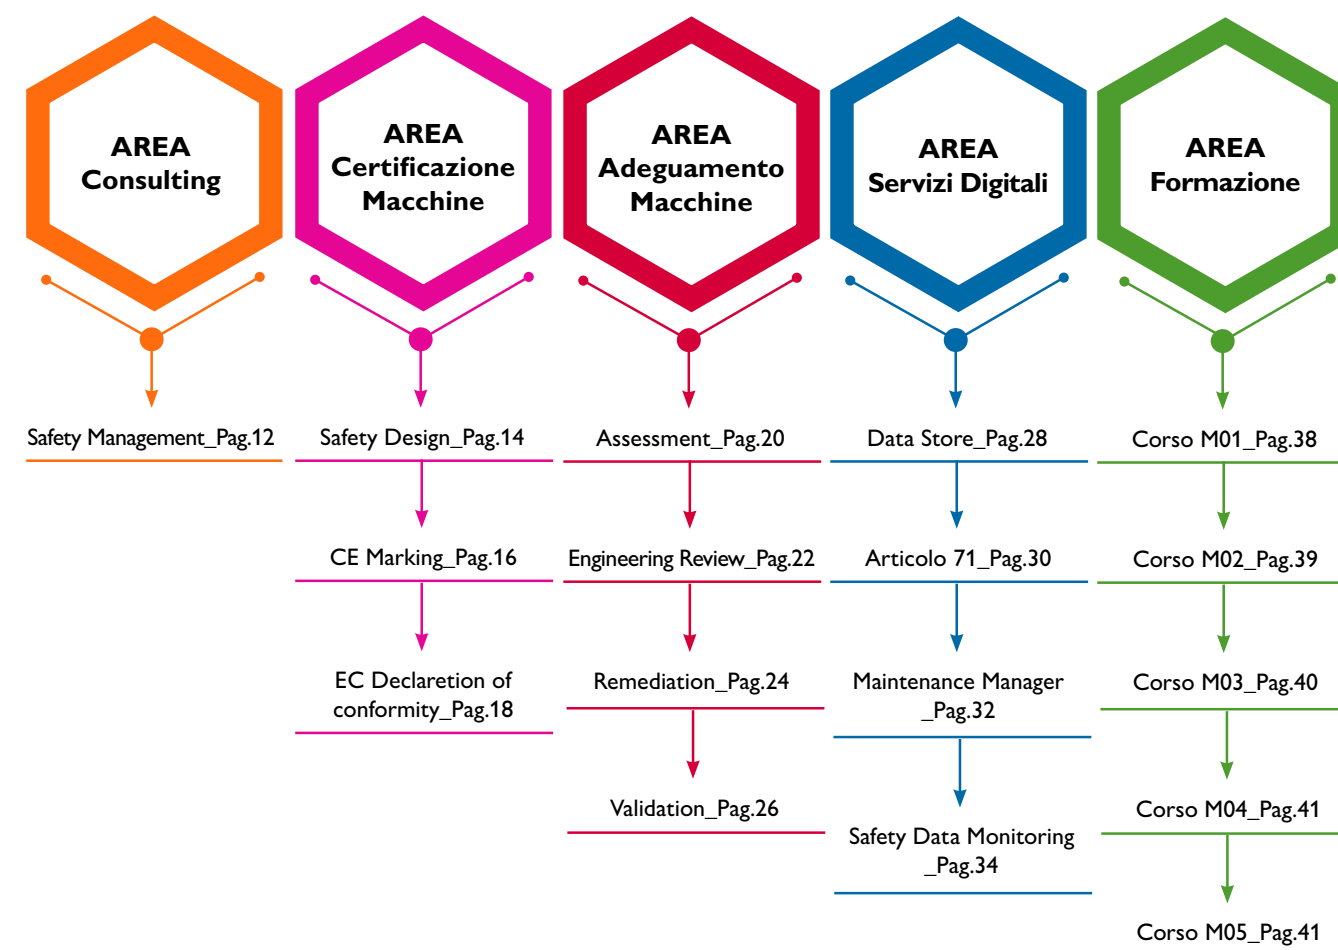 AREA
Consulting
Safety Management_Pag.12
AREA
Certificazione
Macchine
Safety Design_Pag.14
CE Marking_Pag.16
EC Declaretion of
conformity_Pag.18
AREA
Adeguamento
Macchine
Assessment_Pag.20
Engineering Review_Pag.22
Remediation_Pag.24
Validation_Pag.26
AREA
Servizi Digitali
Data Store_Pag.28
Articolo 71_Pag.30
Maintenance Manager
_Pag.32
Safety Data Monitoring
_Pag.34
AREA
Formazione
Corso M01_Pag.38
Corso M02_Pag.39
Corso M03_Pag.40
Corso M04_Pag.41
Corso M05_Pag.41